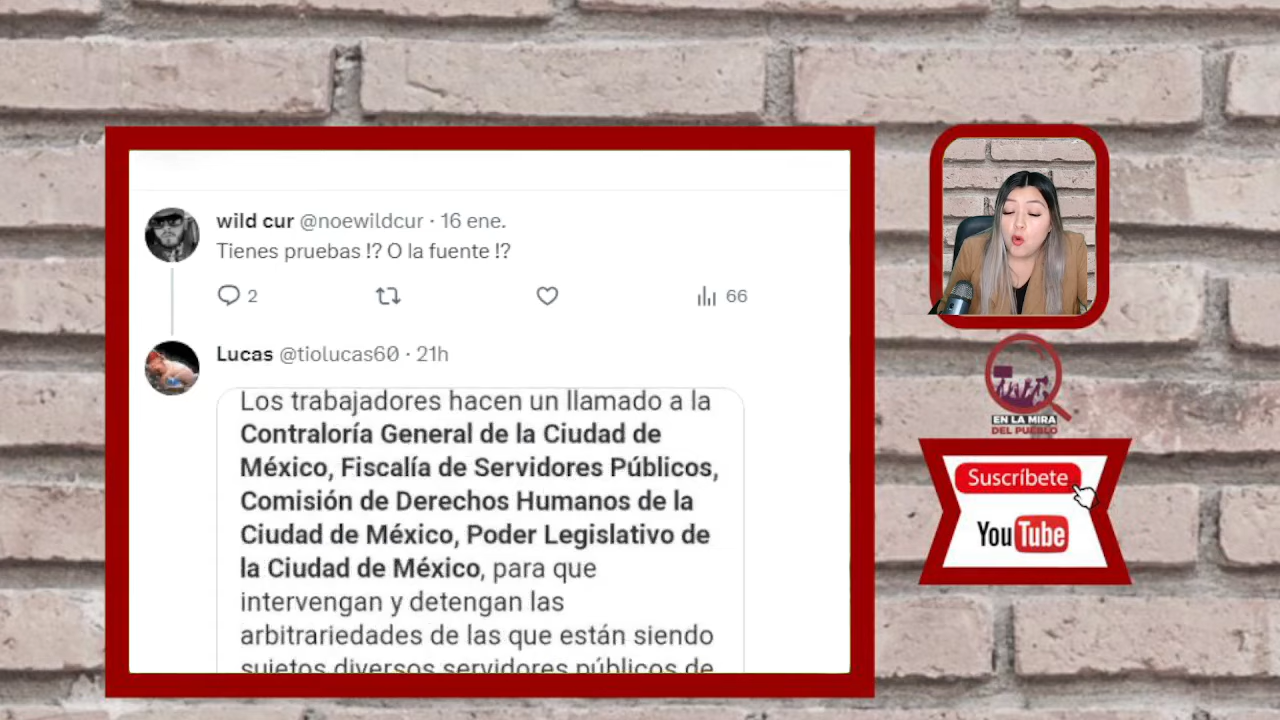 wild cur @noewildcur · 16 ene.
Tienes pruebas !? O la fuente !?
2
66
Lucas @tiolucas60 · 21h
Los trabajadores hacen un llamado a la
Contraloría General de la Ciudad de
México, Fiscalía de Servidores Públicos,
Comisión de Derechos Humanos de la
Ciudad de México, Poder Legislativo de
la Ciudad de México, para que
intervengan y detengan las
arbitrariedades de las que están siendo
sujetos diversos servidores públicos de
EN LA MIRA
DEL PUEBLO
Suscríbete
YouTube